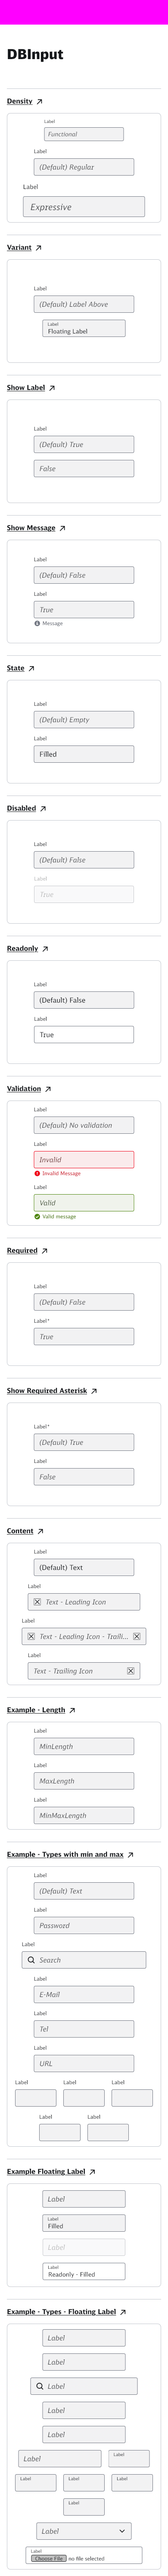 DBInput
Density
Label
Functional
Label
(Default) Regular
Label
Expressive
Variant
Label
(Default) Label Above
Label
Floating Label
Show Label
Label
(Default) True
False
Show Message
Label
(Default) False
Label
True
Message
State
Label
(Default) Empty
Label
Filled
Disabled
Label
(Default) False
Label
True
Readonly
Label
(Default) False
Label
True
Validation
Label
(Default) No validation
Label
Invalid
Invalid Message
Label
Valid
Valid message
Required
Label
(Default) False
Label*
True
Show Required Asterisk
Label*
(Default) True
Label
False
Content
Label
(Default) Text
Label
Text - Leading Icon
Label
Text - Leading Icon - Traili...
Label
Text - Trailing Icon
Example - Length
Label
MinLength
Label
MaxLength
Label
MinMaxLength
Example - Types with min and max
Label
(Default) Text
Label
Password
Label
Search
Label
E-Mail
Label
Tel
Label
URL
Label Label Label
Label Label
Example Floating Label
Label
Label
Filled
Label
Label
Readonly - Filled
Example - Types - Floating Label
Label
Label
Label
Label
Label
Label Label
Label Label Label
Label
Label
Label
Choose File no file selected